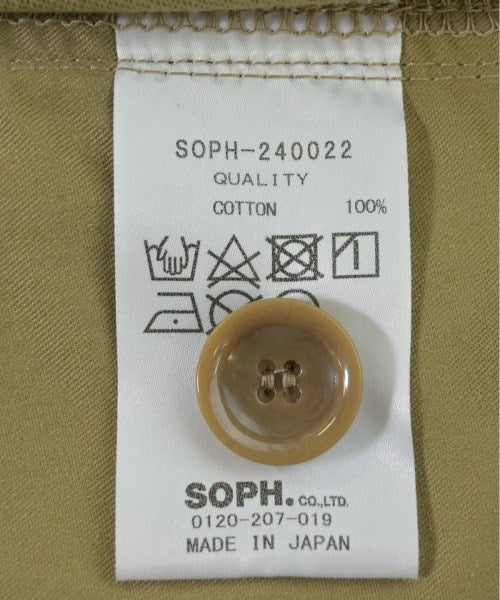 SOPH-240022
QUALITY
COTTON 100%
SOPH. CO.,LTD.
0120-207-019
MADE IN JAPAN